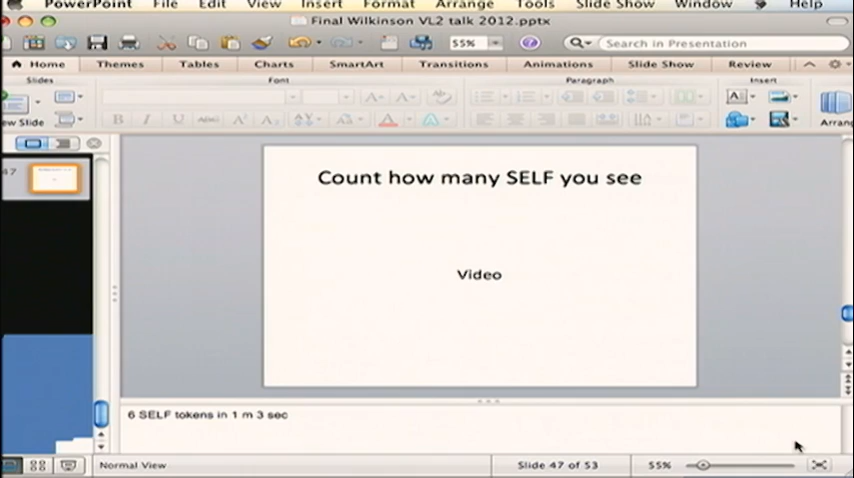 PowerPoint File Edit View Insert Format Arrange Tools Slide Show Window Help
Final Wilkinson VL2 talk 2012.pptx
55% Search in Presentation
Home Themes Tables Charts SmartArt Transitions Animations Slide Show Review
Slides Font Paragraph Insert
ew Slide B I U ABC A A A Arrang
47
Count how many SELF you see
Video
6 SELF tokens in 1 m 3 sec
Normal View Slide 47 of 53 55%